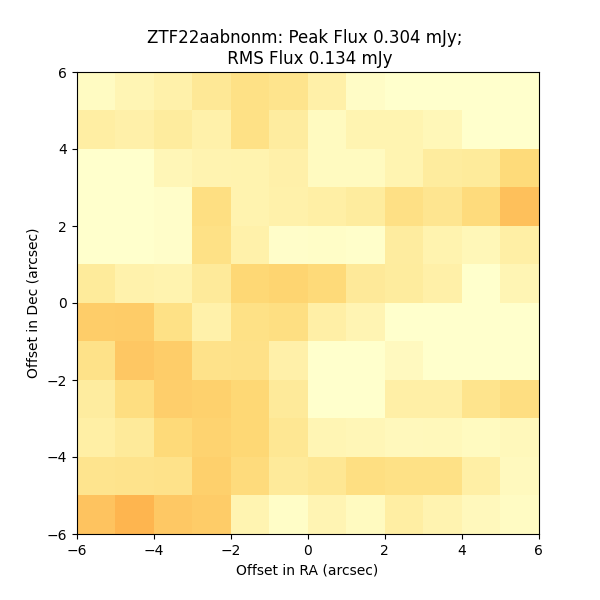 ZTF22aabnonm: Peak Flux 0.304 mJy;
RMS Flux 0.134 mJy
6
4
2
0
−2
−4
−6
Offset in Dec (arcsec)
−6 −4 −2 0 2 4 6
Offset in RA (arcsec)